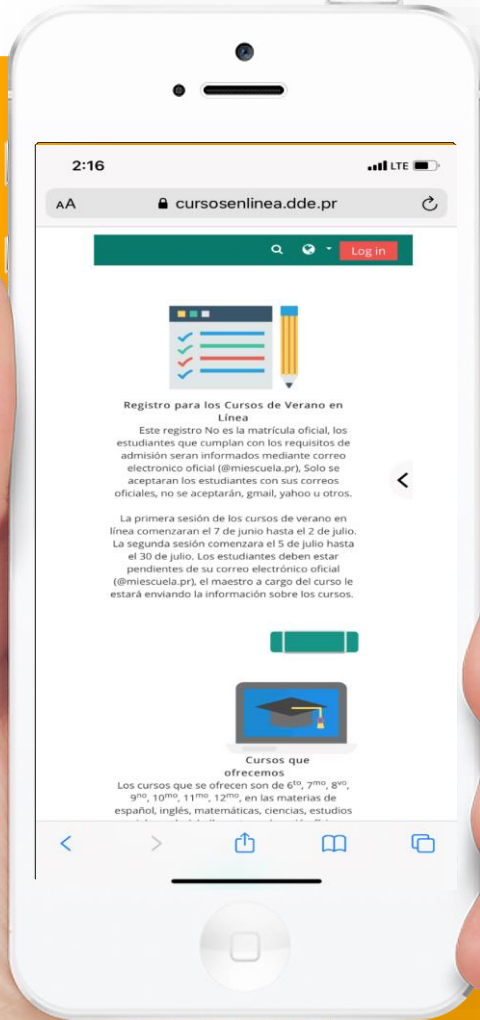 2:16
LTE
AA
cursosenlinea.dde.pr
Log in
Registro para los Cursos de Verano en
Línea
Este registro No es la matrícula oficial, los
estudiantes que cumplan con los requisitos de
admisión seran informados mediante correo
electronico oficial (@miescuela.pr), Solo se
aceptaran los estudiantes con sus correos
oficiales, no se aceptarán, gmail, yahoo u otros.
La primera sesión de los cursos de verano en
línea comenzaran el 7 de junio hasta el 2 de julio.
La segunda sesión comenzara el 5 de julio hasta
el 30 de julio. Los estudiantes deben estar
pendientes de su correo electrónico oficial
(@miescuela.pr), el maestro a cargo del curso le
estará enviando la información sobre los cursos.
Cursos que
ofrecemos
Los cursos que se ofrecen son de 6to, 7mo, 8vo,
9no, 10mo, 11mo, 12mo, en las materias de
español, inglés, matemáticas, ciencias, estudios